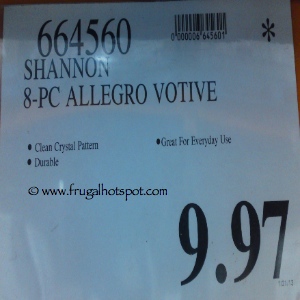 664560
0000006645601
*
SHANNON
8-PC ALLEGRO VOTIVE
• Clean Crystal Pattern
• Durable
•Great For Everyday Use
© www.frugalhotspot.com
9.97